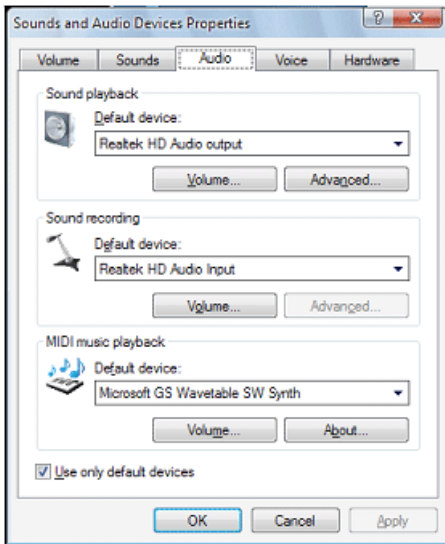 Sounds and Audio Devices Properties
Volume Sounds Audio Voice Hardware
Sound playback
Default device:
Realtek HD Audio output
Volume... Advanced...
Sound recording
Default device:
Realtek HD Audio Input
Volume... Advanced...
MIDI music playback
Default device:
Microsoft GS Wavetable SW Synth
Volume... About...
Use only default devices
OK Cancel Apply